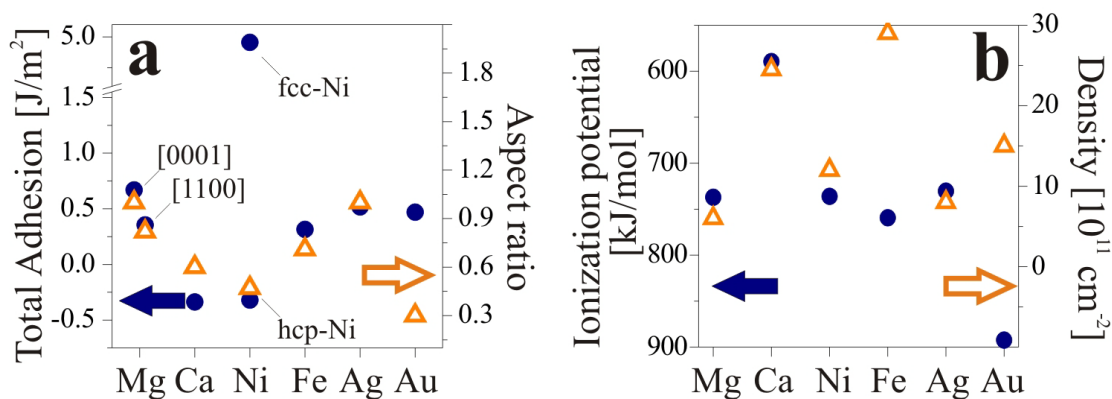 a
Total Adhesion [J/m²]
5.0
1.5
1.0
0.5
0.0
-0.5
fcc-Ni
[0001]
[1100]
hcp-Ni
1.8
1.5
1.2
0.9
0.6
0.3
Aspect ratio
Mg Ca Ni Fe Ag Au
b
Ionization potential
[kJ/mol]
600
700
800
900
30
20
10
0
Density [10¹¹ cm⁻²]
Mg Ca Ni Fe Ag Au